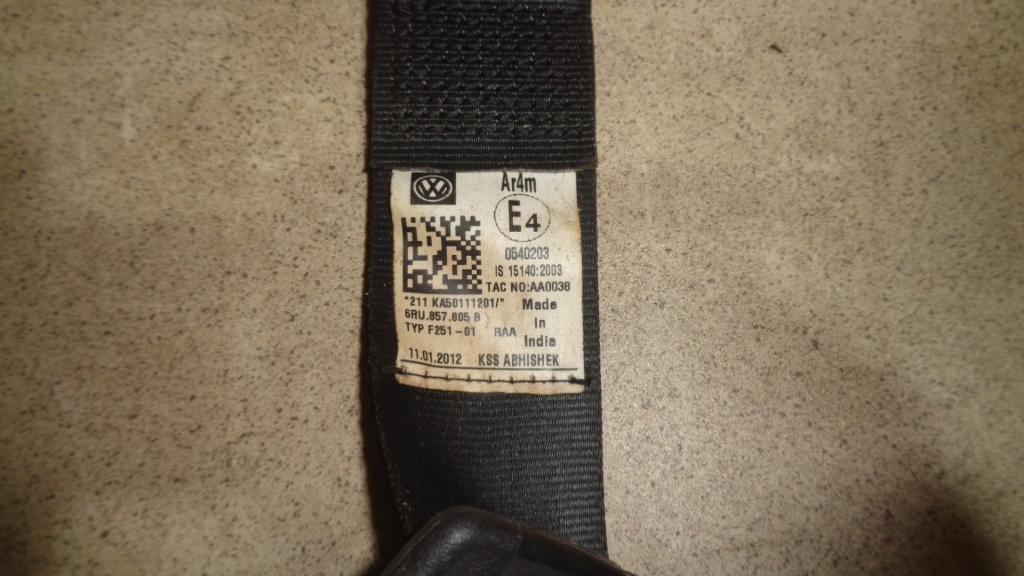 Ar4m
E4
0540203
IS 15140:2003
TAC NO:AA0038
*211 KA50111201/*
Made
6RU.857.805 B
In
TYP F251-01 RAA
India
11.01.2012 KSS ABHISHEK